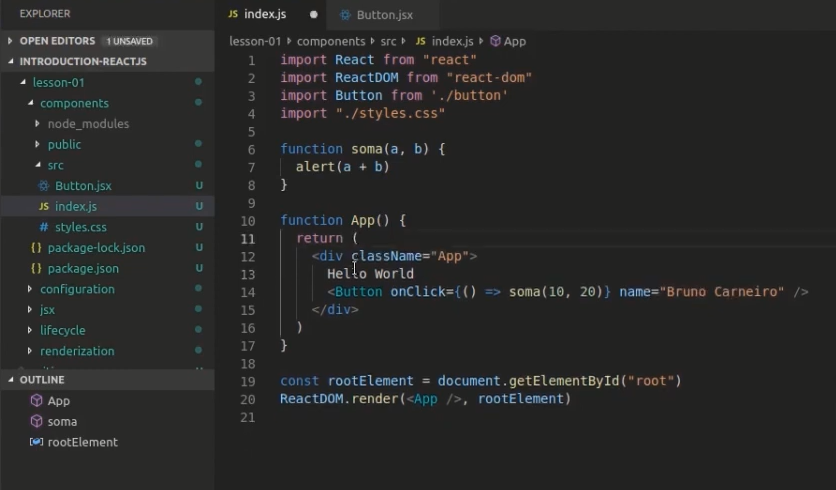 EXPLORER
OPEN EDITORS 1 UNSAVED
INTRODUCTION-REACTJS
lesson-01
components
node_modules
public
src
Button.jsx U
JS index.js U
# styles.css U
{} package-lock.json U
{} package.json U
configuration
jsx
lifecycle
renderization
OUTLINE
App
soma
rootElement
JS index.js
Button.jsx
lesson-01 components src JS index.js App
1 import React from "react"
2 import ReactDOM from "react-dom"
3 import Button from './button'
4 import "./styles.css"
5
6 function soma(a, b) {
7 alert(a + b)
8 }
9
10 function App() {
11 return (
12 <div className="App">
13 Hello World
14 <Button onClick={() => soma(10, 20)} name="Bruno Carneiro" />
15 </div>
16 )
17 }
18
19 const rootElement = document.getElementById("root")
20 ReactDOM.render(<App />, rootElement)
21